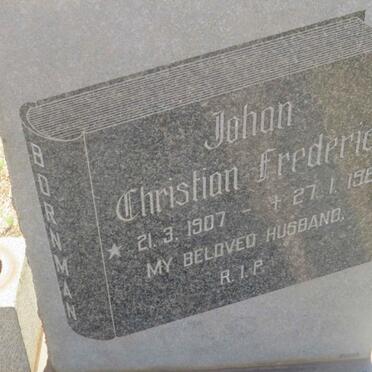 BORNMAN
Johan
Christian Frederic
★ 21. 3. 1907 - + 27. 1. 196
MY BELOVED HUSBAND.
R.I.P.